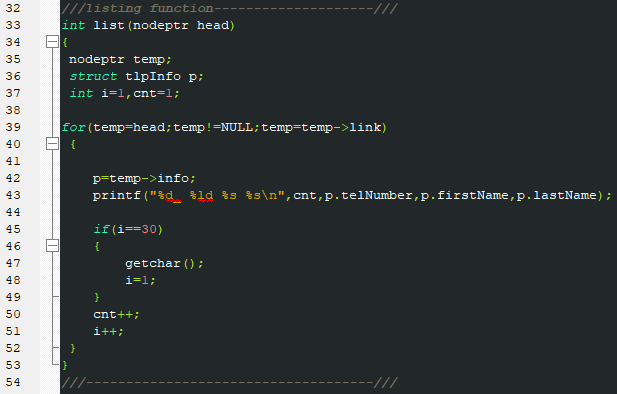 32 ///listing function--------------------///
33 int list(nodeptr head)
34 {
35 nodeptr temp;
36 struct tlpInfo p;
37 int i=1,cnt=1;
38
39 for(temp=head;temp!=NULL;temp=temp->link)
40 {
41
42 p=temp->info;
43 printf("%d_ %ld %s %s\n",cnt,p.telNumber,p.firstName,p.lastName);
44
45 if(i==30)
46 {
47 getchar();
48 i=1;
49 }
50 cnt++;
51 i++;
52 }
53 }
54 ///------------------------------------///